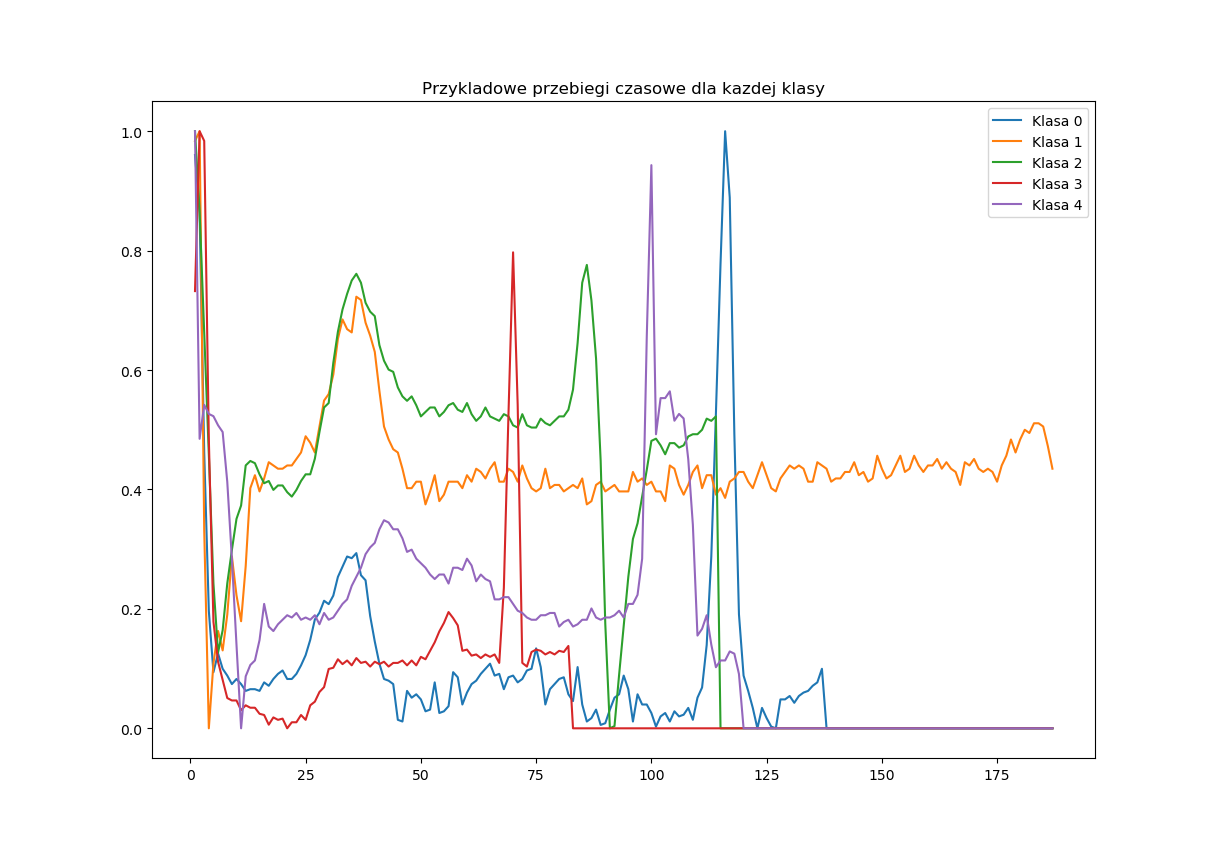 Przykladowe przebiegi czasowe dla kazdej klasy
1.0
0.8
0.6
0.4
0.2
0.0
Klasa 0
Klasa 1
Klasa 2
Klasa 3
Klasa 4
0 25 50 75 100 125 150 175